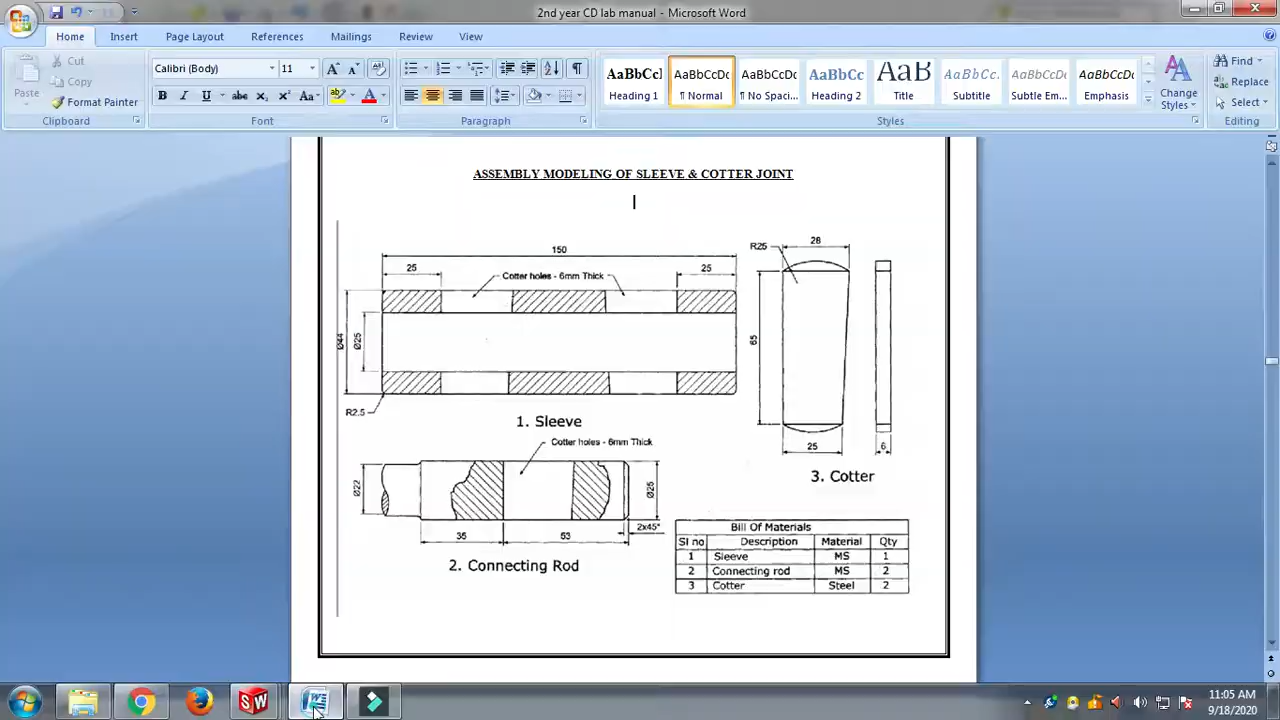 2nd year CD lab manual - Microsoft Word
Home Insert Page Layout References Mailings Review View
Paste
Cut
Copy
Format Painter
Clipboard
Calibri (Body) 11
B I U abc X₂ X² Aa
Font
Paragraph
AaBbCcI AaBbCcDc AaBbCcDc AaBbCc AaB AaBbCc. AaBbCcDc AaBbCcDc
Heading 1 ¶ Normal ¶ No Spaci... Heading 2 Title Subtitle Subtle Em... Emphasis
Styles
Change Styles
Find
Replace
Select
Editing
ASSEMBLY MODELING OF SLEEVE & COTTER JOINT
150
25
Cotter holes - 6mm Thick
25
Ø44
Ø25
R2.5
1. Sleeve
R25
28
65
25
6
3. Cotter
Cotter holes - 6mm Thick
Ø22
Ø25
35
53
2x45°
2. Connecting Rod
Bill Of Materials
Sl no Description Material Qty
1 Sleeve MS 1
2 Connecting rod MS 2
3 Cotter Steel 2
SW
11:05 AM
9/18/2020